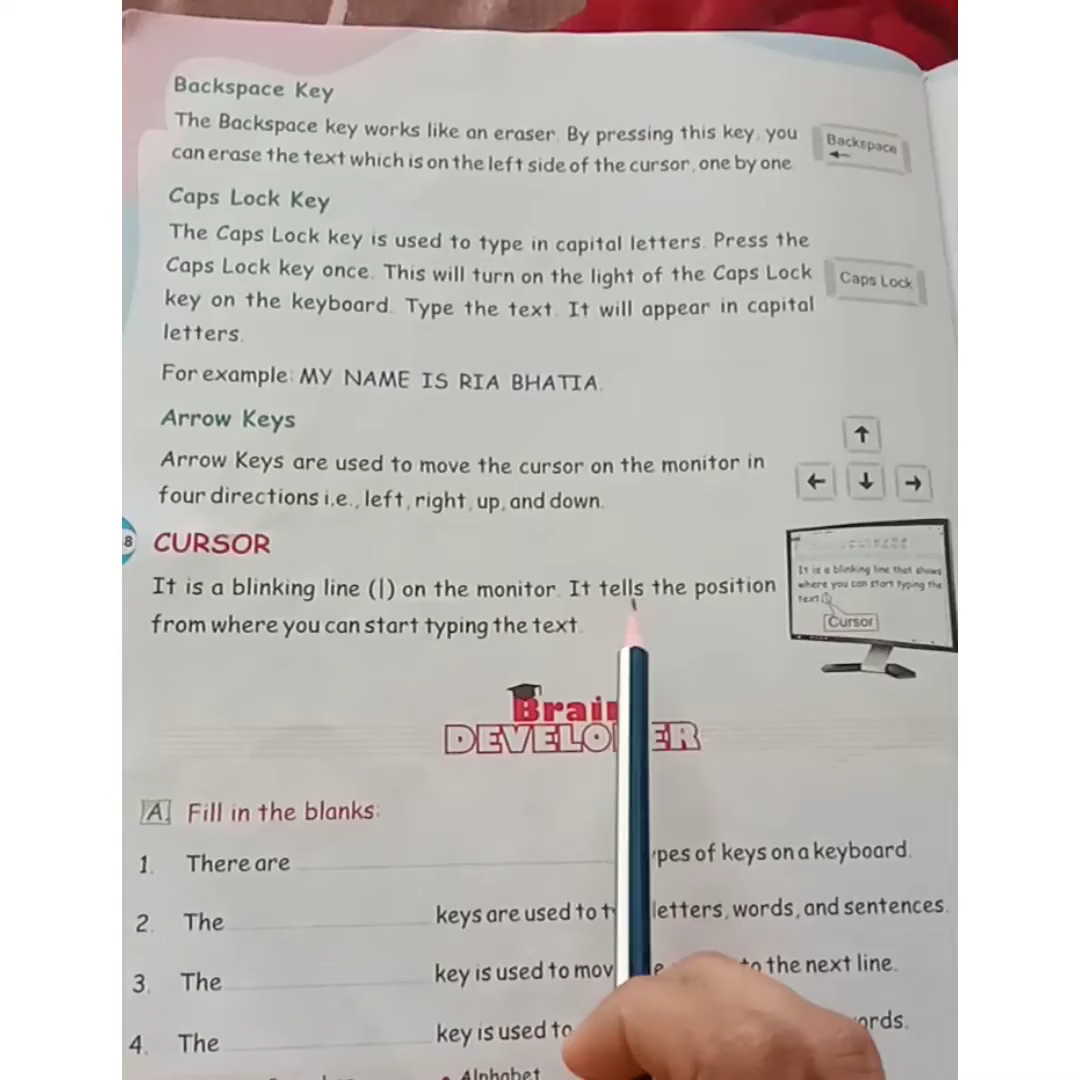 Backspace Key
The Backspace key works like an eraser. By pressing this key, you
can erase the text which is on the left side of the cursor, one by one.
Backspace
←
Caps Lock Key
The Caps Lock key is used to type in capital letters. Press the
Caps Lock key once. This will turn on the light of the Caps Lock
key on the keyboard. Type the text. It will appear in capital
letters.
Caps Lock
For example: MY NAME IS RIA BHATIA.
Arrow Keys
Arrow Keys are used to move the cursor on the monitor in
four directions i.e., left, right, up, and down.
↑
← ↓ →
8
CURSOR
It is a blinking line (|) on the monitor. It tells the position
from where you can start typing the text.
It is a blinking line that shows
where you can start typing the
text
Cursor
Brai
DEVELO ER
A. Fill in the blanks:
1. There are ______ pes of keys on a keyboard.
2. The ______ keys are used to t letters, words, and sentences.
3. The ______ key is used to mov to the next line.
4. The ______ key is used to ords.
Alphabet